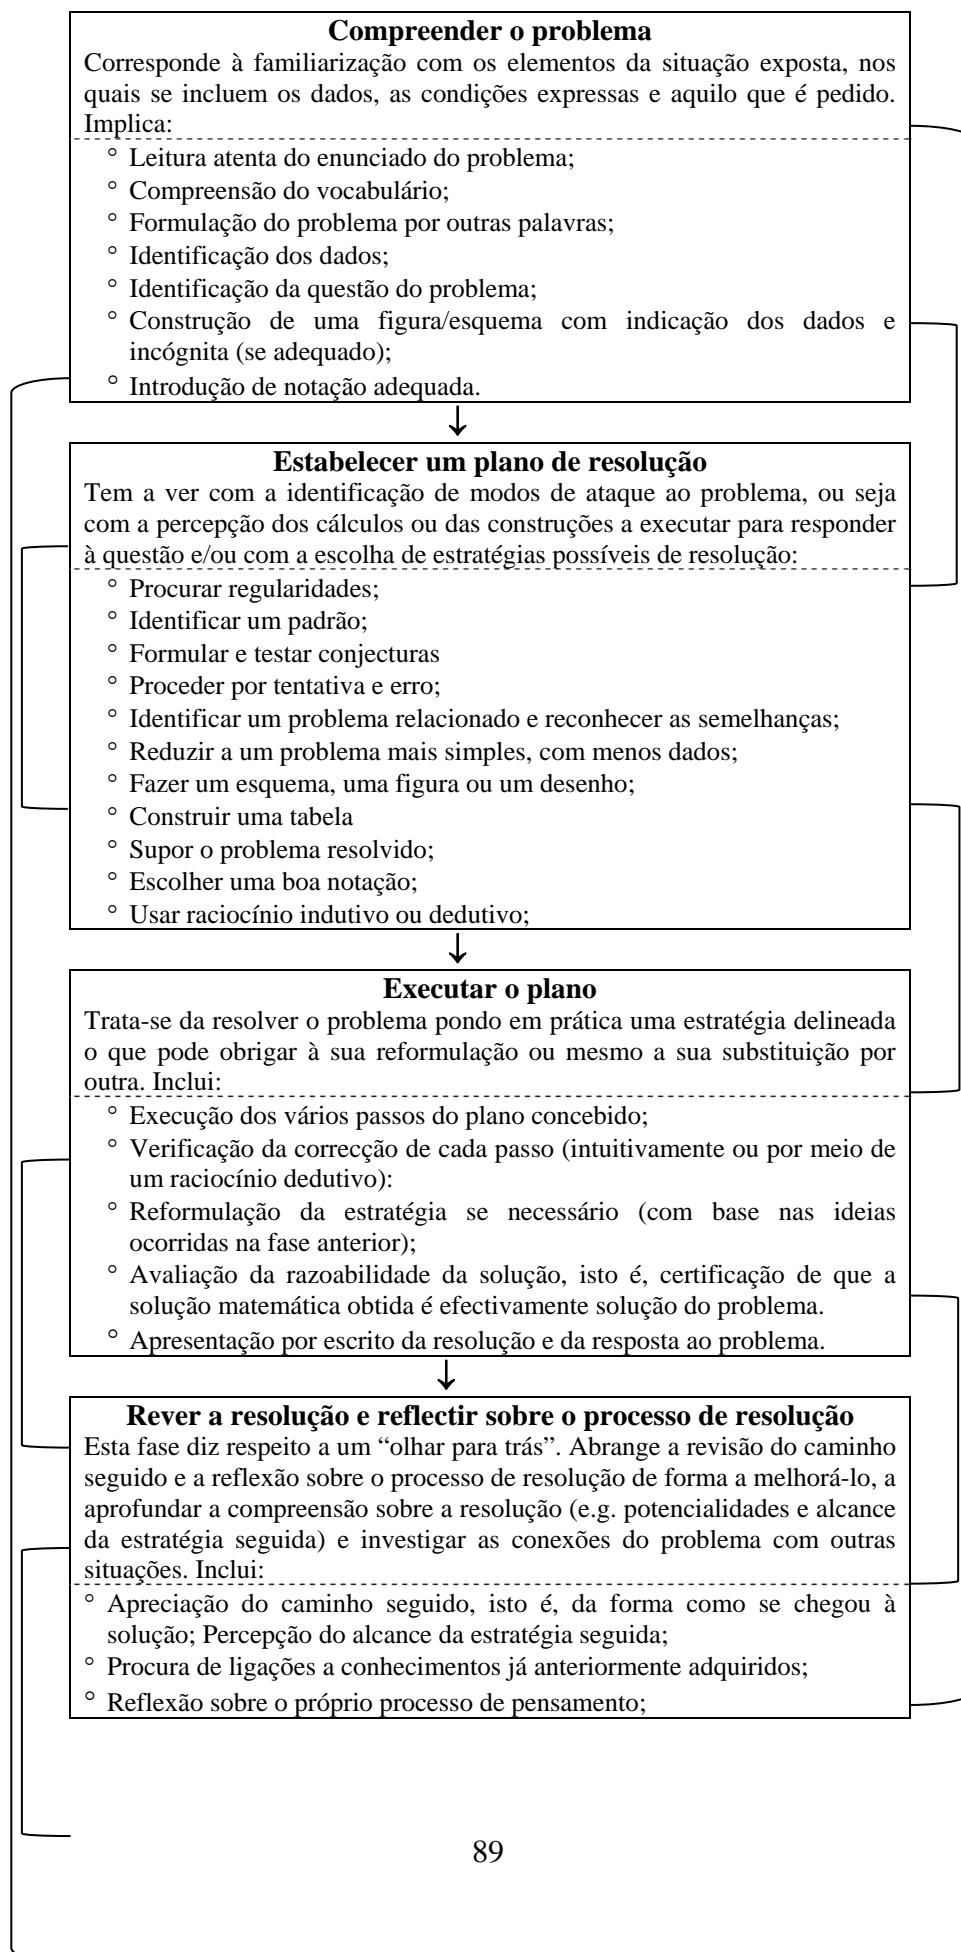 Compreender o problema
Corresponde à familiarização com os elementos da situação exposta, nos
quais se incluem os dados, as condições expressas e aquilo que é pedido.
Implica:
° Leitura atenta do enunciado do problema;
° Compreensão do vocabulário;
° Formulação do problema por outras palavras;
° Identificação dos dados;
° Identificação da questão do problema;
° Construção de uma figura/esquema com indicação dos dados e
incógnita (se adequado);
° Introdução de notação adequada.
↓
Estabelecer um plano de resolução
Tem a ver com a identificação de modos de ataque ao problema, ou seja
com a percepção dos cálculos ou das construções a executar para responder
à questão e/ou com a escolha de estratégias possíveis de resolução:
° Procurar regularidades;
° Identificar um padrão;
° Formular e testar conjecturas
° Proceder por tentativa e erro;
° Identificar um problema relacionado e reconhecer as semelhanças;
° Reduzir a um problema mais simples, com menos dados;
° Fazer um esquema, uma figura ou um desenho;
° Construir uma tabela
° Supor o problema resolvido;
° Escolher uma boa notação;
° Usar raciocínio indutivo ou dedutivo;
↓
Executar o plano
Trata-se da resolver o problema pondo em prática uma estratégia delineada
o que pode obrigar à sua reformulação ou mesmo a sua substituição por
outra. Inclui:
° Execução dos vários passos do plano concebido;
° Verificação da correcção de cada passo (intuitivamente ou por meio de
um raciocínio dedutivo):
° Reformulação da estratégia se necessário (com base nas ideias
ocorridas na fase anterior);
° Avaliação da razoabilidade da solução, isto é, certificação de que a
solução matemática obtida é efectivamente solução do problema.
° Apresentação por escrito da resolução e da resposta ao problema.
↓
Rever a resolução e reflectir sobre o processo de resolução
Esta fase diz respeito a um “olhar para trás”. Abrange a revisão do caminho
seguido e a reflexão sobre o processo de resolução de forma a melhorá-lo, a
aprofundar a compreensão sobre a resolução (e.g. potencialidades e alcance
da estratégia seguida) e investigar as conexões do problema com outras
situações. Inclui:
° Apreciação do caminho seguido, isto é, da forma como se chegou à
solução; Percepção do alcance da estratégia seguida;
° Procura de ligações a conhecimentos já anteriormente adquiridos;
° Reflexão sobre o próprio processo de pensamento;
89